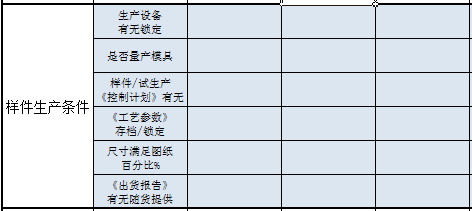 生产设备
有无锁定
是否量产模具
样件生产条件
样件/试生产
《控制计划》有无
《工艺参数》
存档/锁定
尺寸满足图纸
百分比%
《出货报告》
有无随货提供